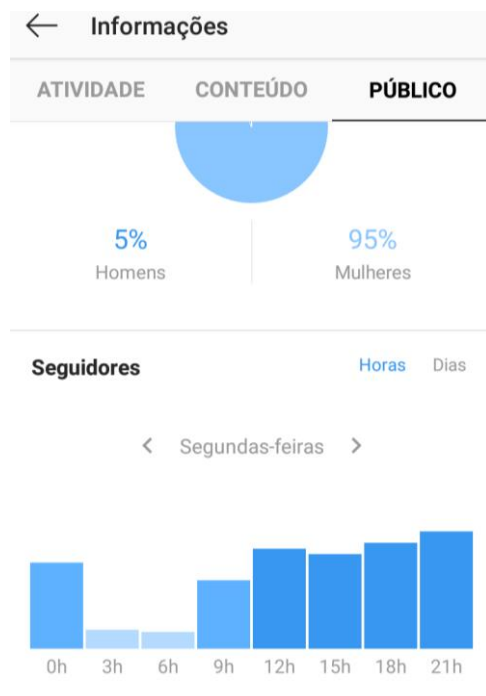 ← Informações
ATIVIDADE CONTEÚDO PÚBLICO
5% 95%
Homens Mulheres
Seguidores Horas Dias
< Segundas-feiras >
0h 3h 6h 9h 12h 15h 18h 21h